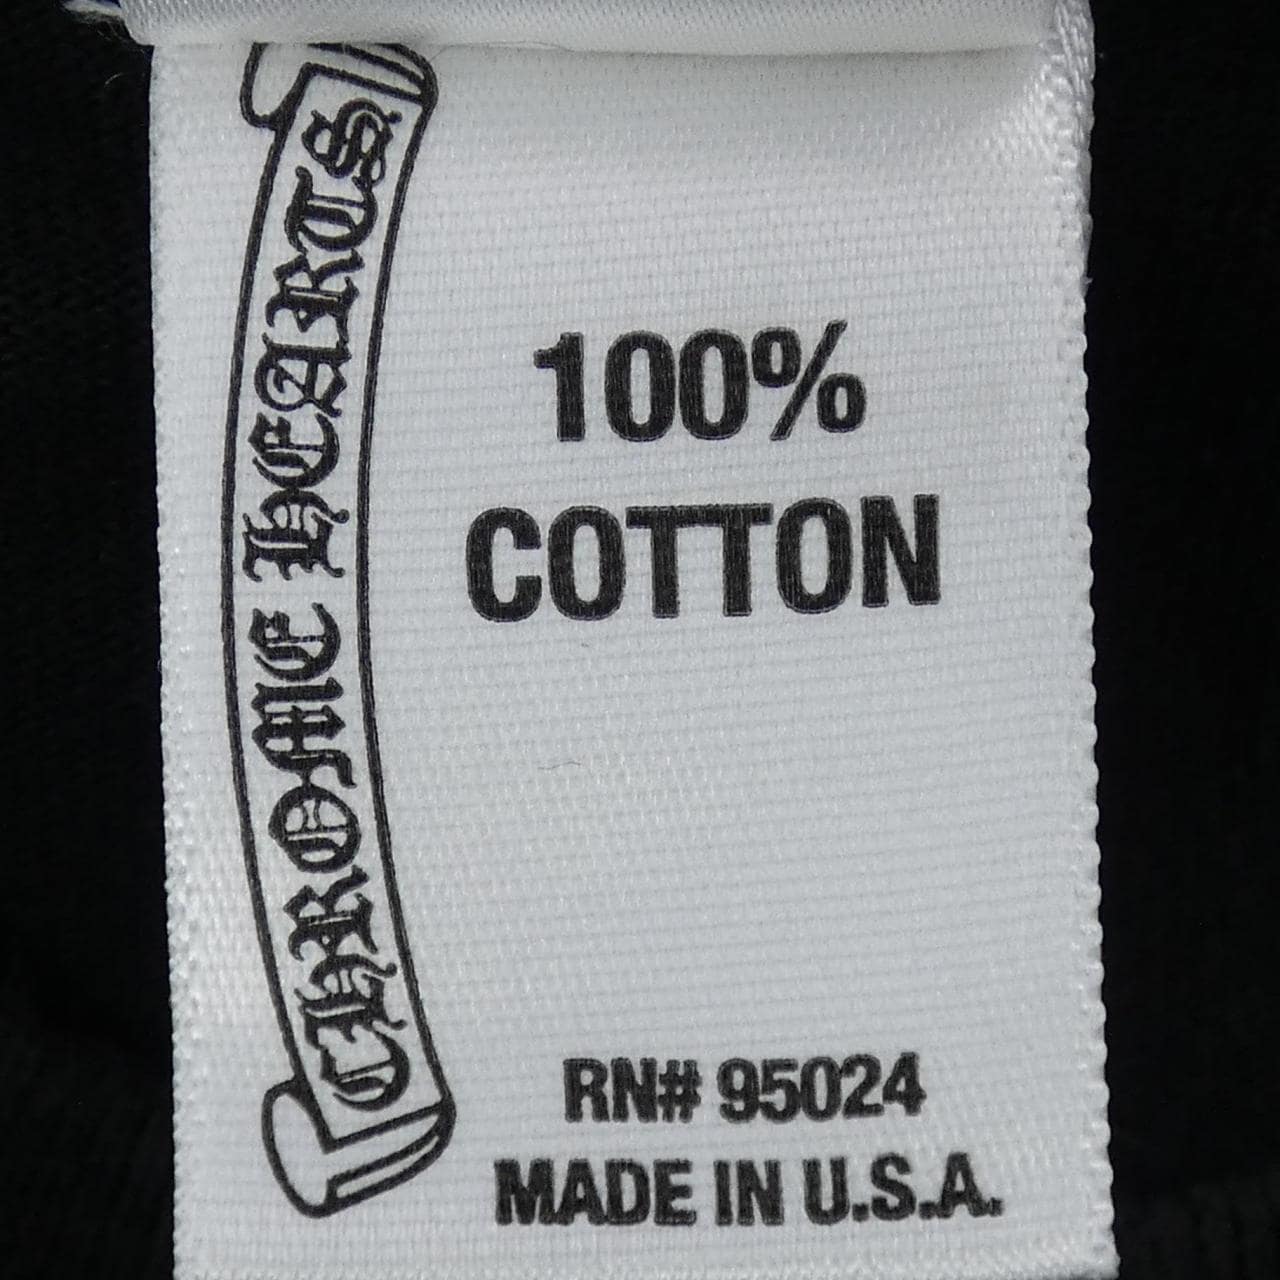 CHROME HEARTS
100%
COTTON
RN# 95024
MADE IN U.S.A.